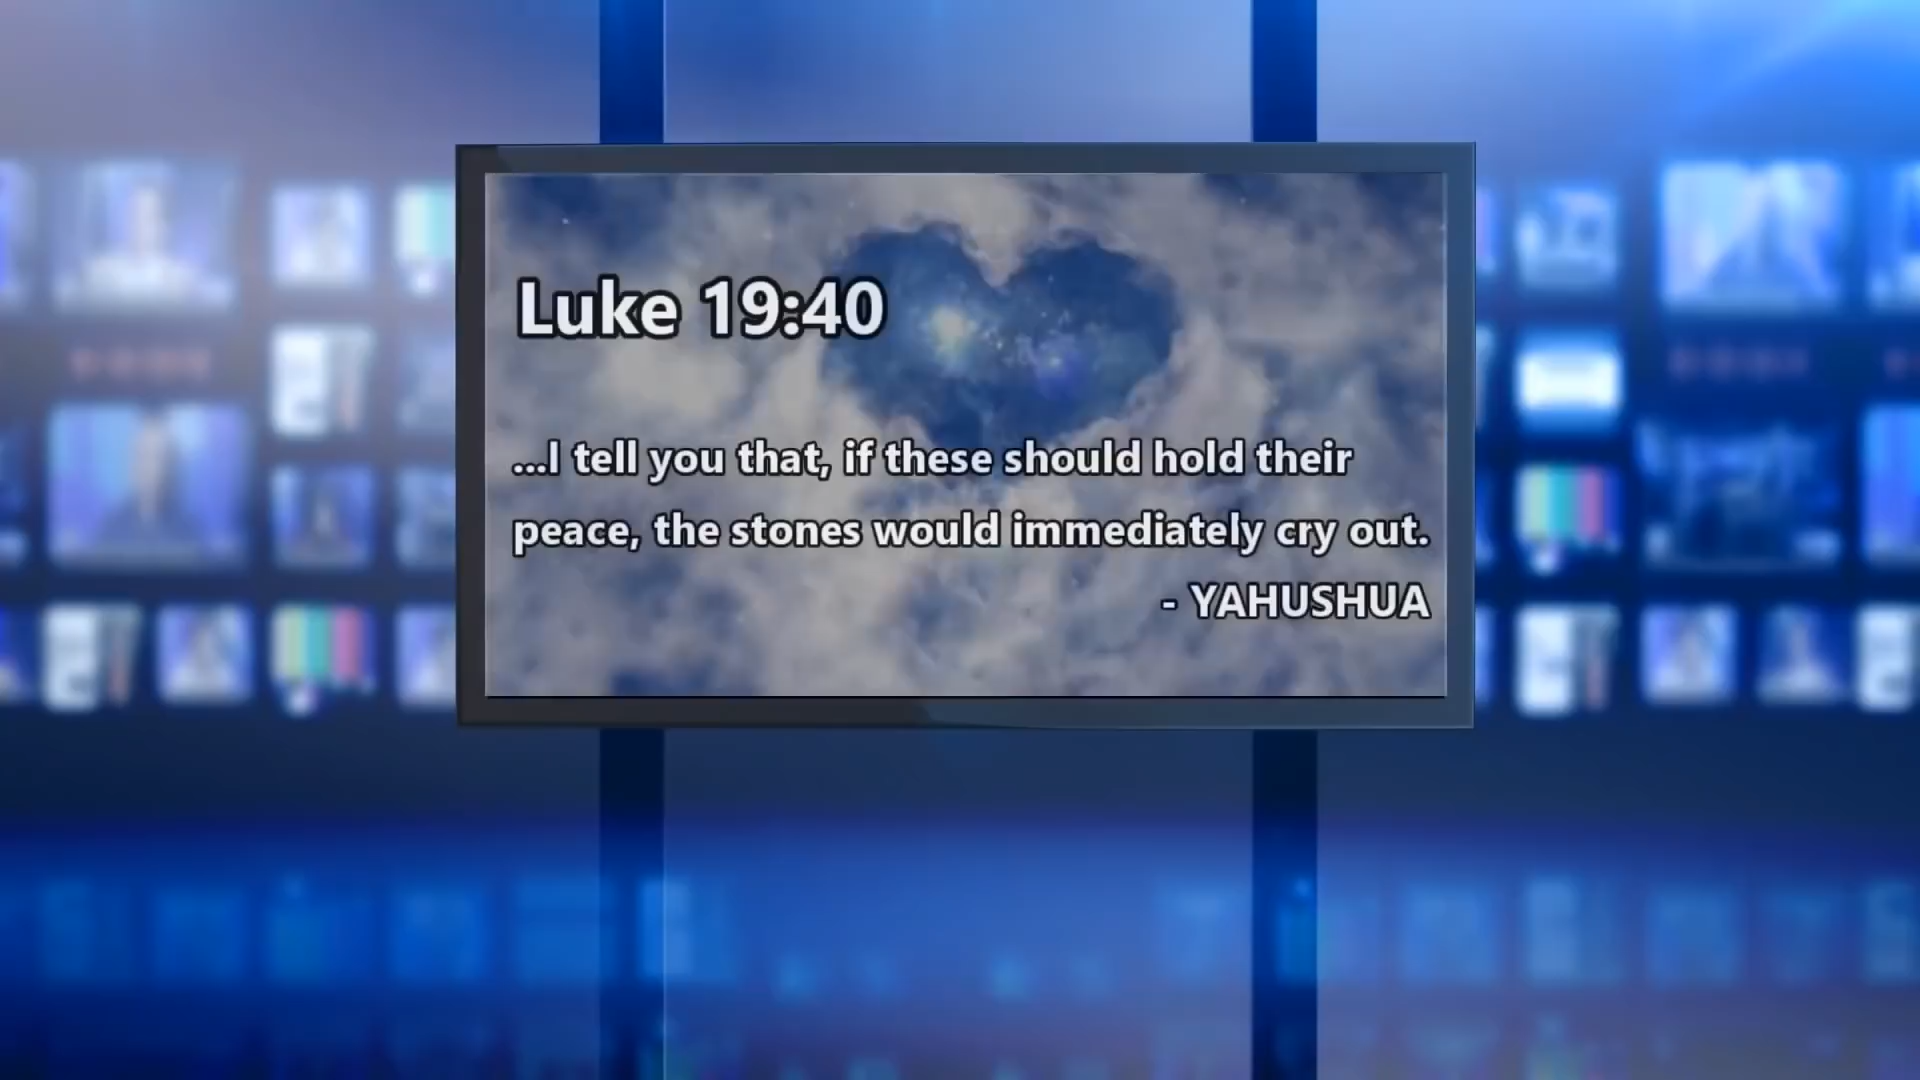 Luke 19:40
...I tell you that, if these should hold their
peace, the stones would immediately cry out.
- YAHUSHUA